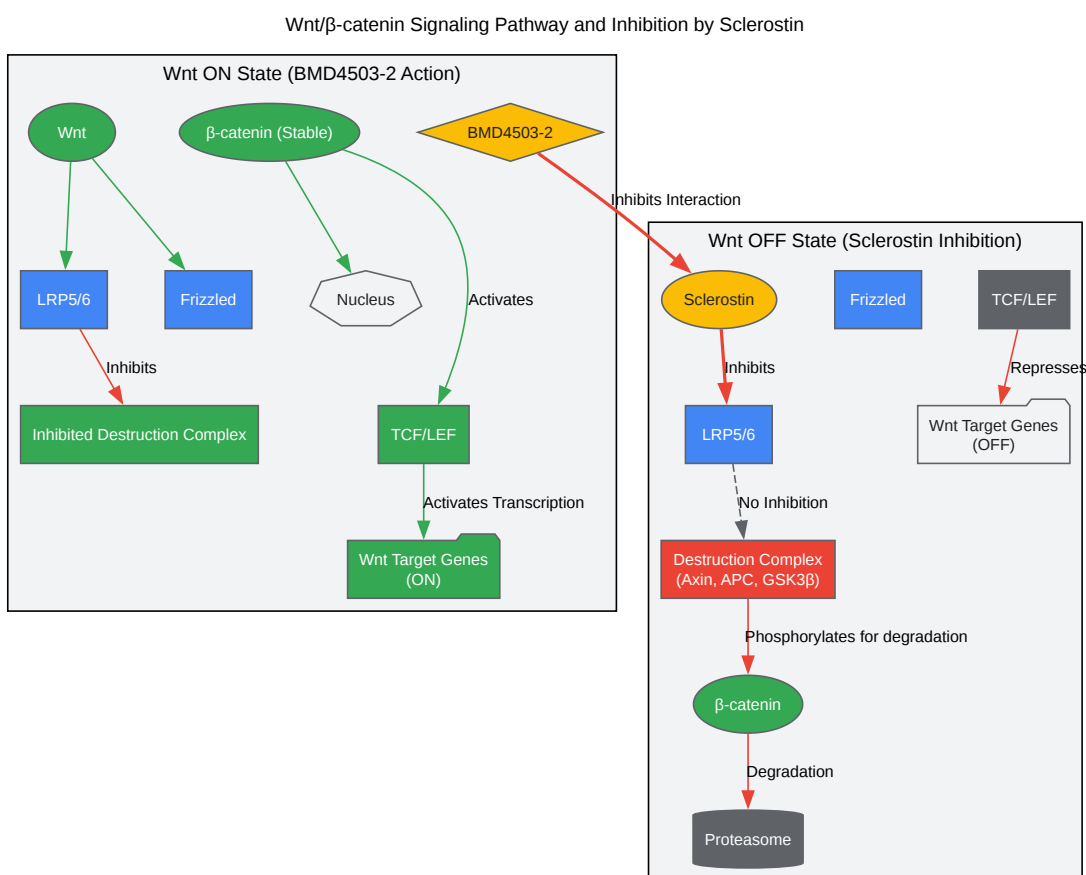 Wnt/β-catenin Signaling Pathway and Inhibition by Sclerostin
Wnt ON State (BMD4503-2 Action)
Wnt
β-catenin (Stable)
BMD4503-2
Inhibits Interaction
LRP5/6
Frizzled
Nucleus
Activates
Inhibits
Inhibited Destruction Complex
TCF/LEF
Activates Transcription
Wnt Target Genes
(ON)
Wnt OFF State (Sclerostin Inhibition)
Sclerostin
Frizzled
TCF/LEF
Inhibits
Represses
LRP5/6
Wnt Target Genes
(OFF)
No Inhibition
Destruction Complex
(Axin, APC, GSK3β)
Phosphorylates for degradation
β-catenin
Degradation
Proteasome